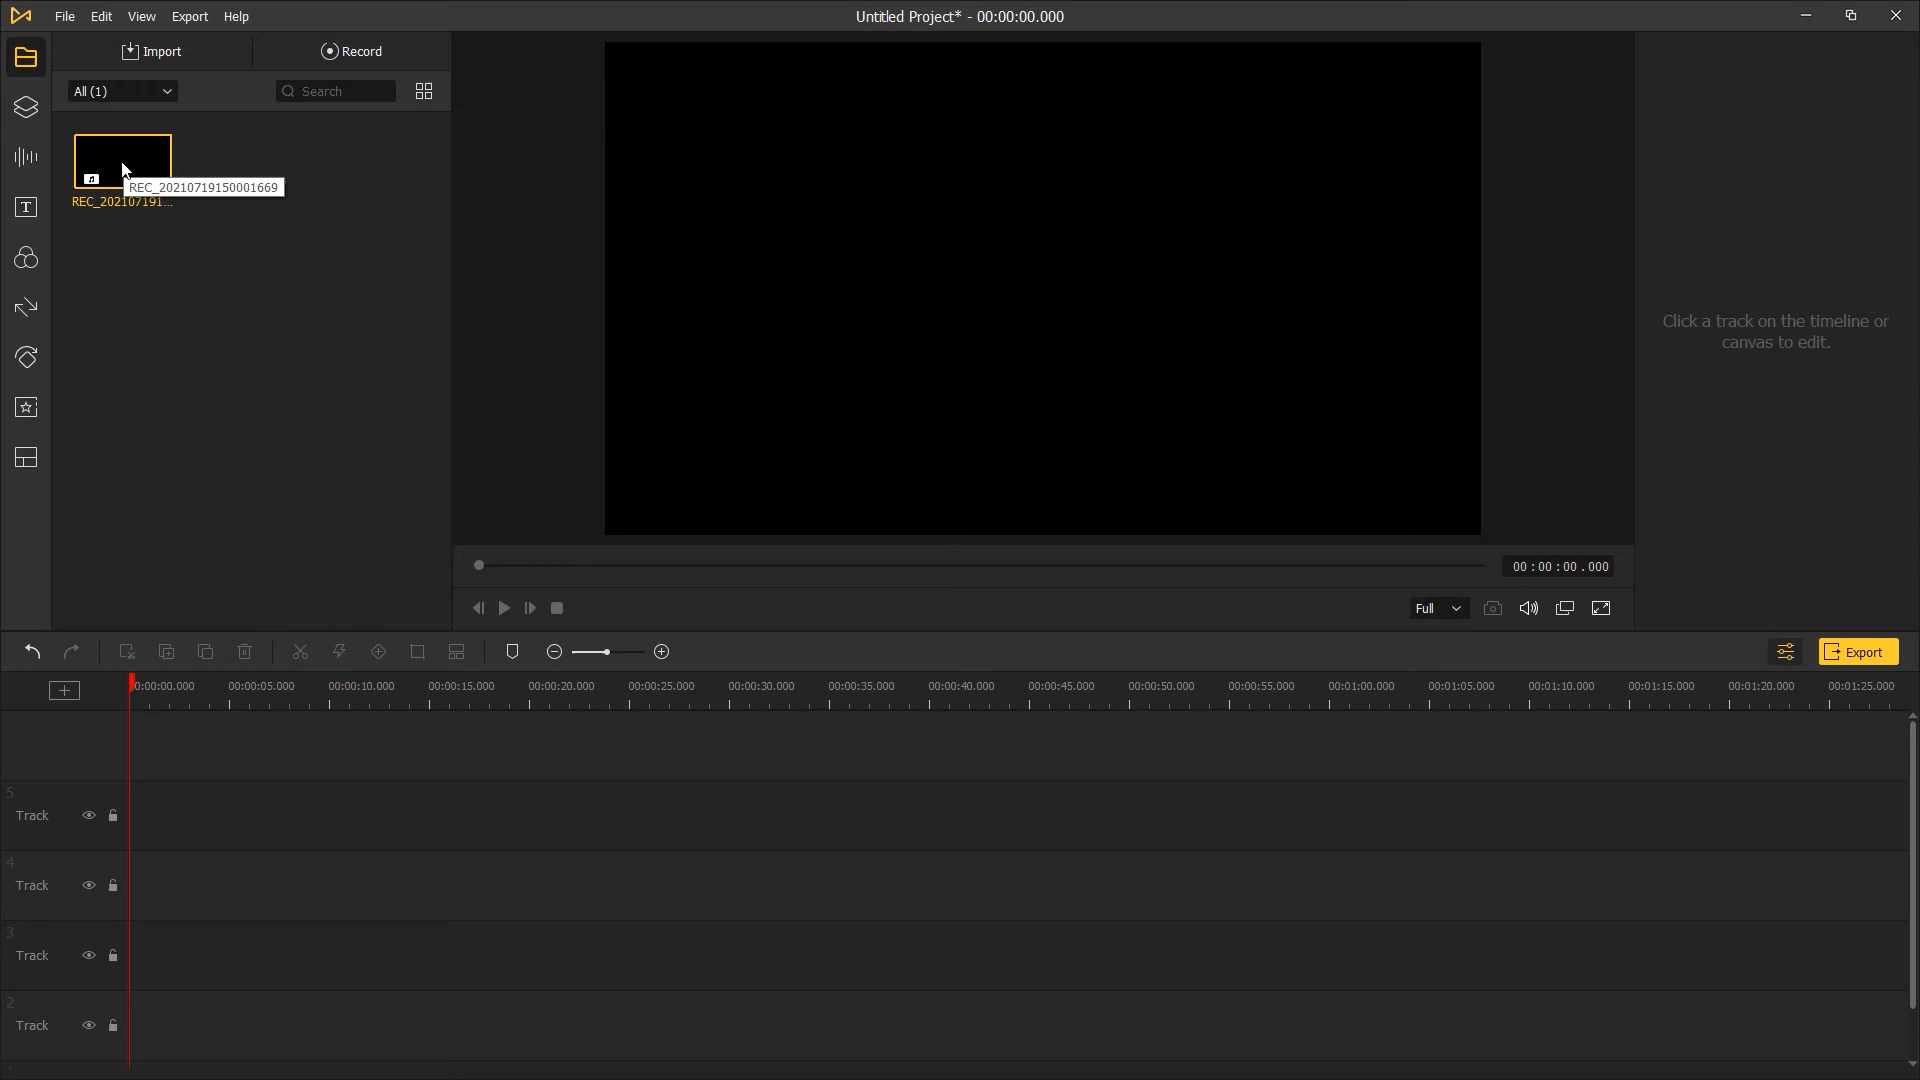 File Edit View Export Help
Untitled Project* - 00:00:00.000
Import
Record
All (1)
Search
REC_20210719150001669
REC_202107191...
Click a track on the timeline or
canvas to edit.
00:00:00.000
Full
Export
0:00:00.000 00:00:05.000 00:00:10.000 00:00:15.000 00:00:20.000 00:00:25.000 00:00:30.000 00:00:35.000 00:00:40.000 00:00:45.000 00:00:50.000 00:00:55.000 00:01:00.000 00:01:05.000 00:01:10.000 00:01:15.000 00:01:20.000 00:01:25.000
5
Track
4
Track
3
Track
2
Track